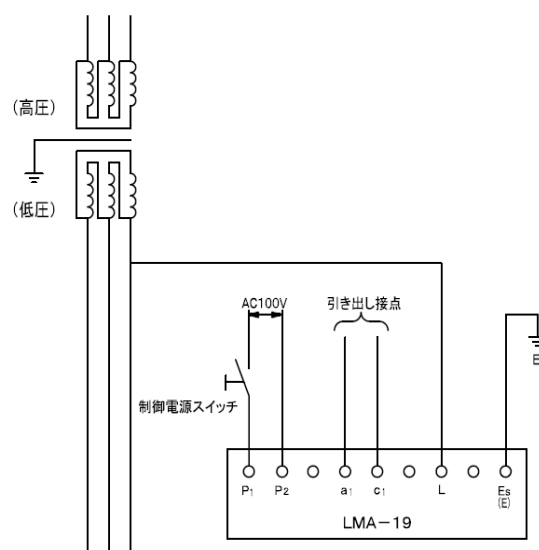 (高圧)
(低圧)
AC100V
引き出し接点
E
制御電源スイッチ
P1 P2 a1 c1 L Es
(E)
LMA-19